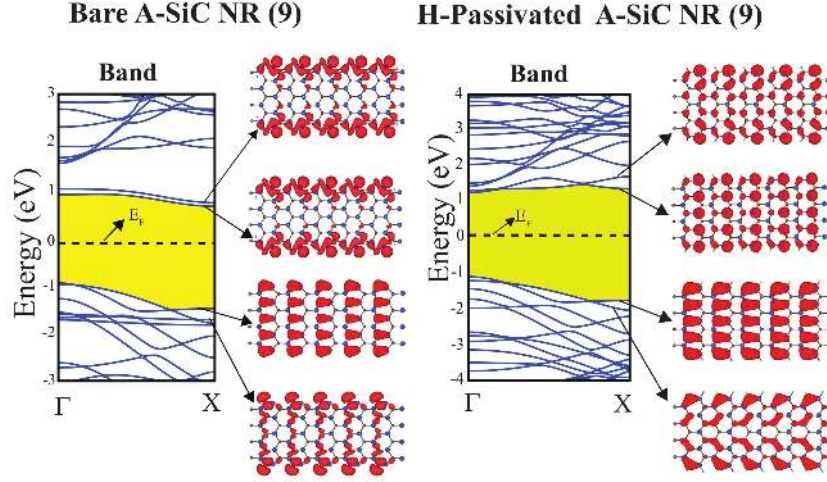 Bare A-SiC NR (9)
H-Passivated A-SiC NR (9)
Band
Energy (eV)
3
2
1
0
-1
-2
-3
E_F
Γ
X
Band
Energy (eV)
4
3
2
1
0
-1
-2
-3
-4
E_F
Γ
X